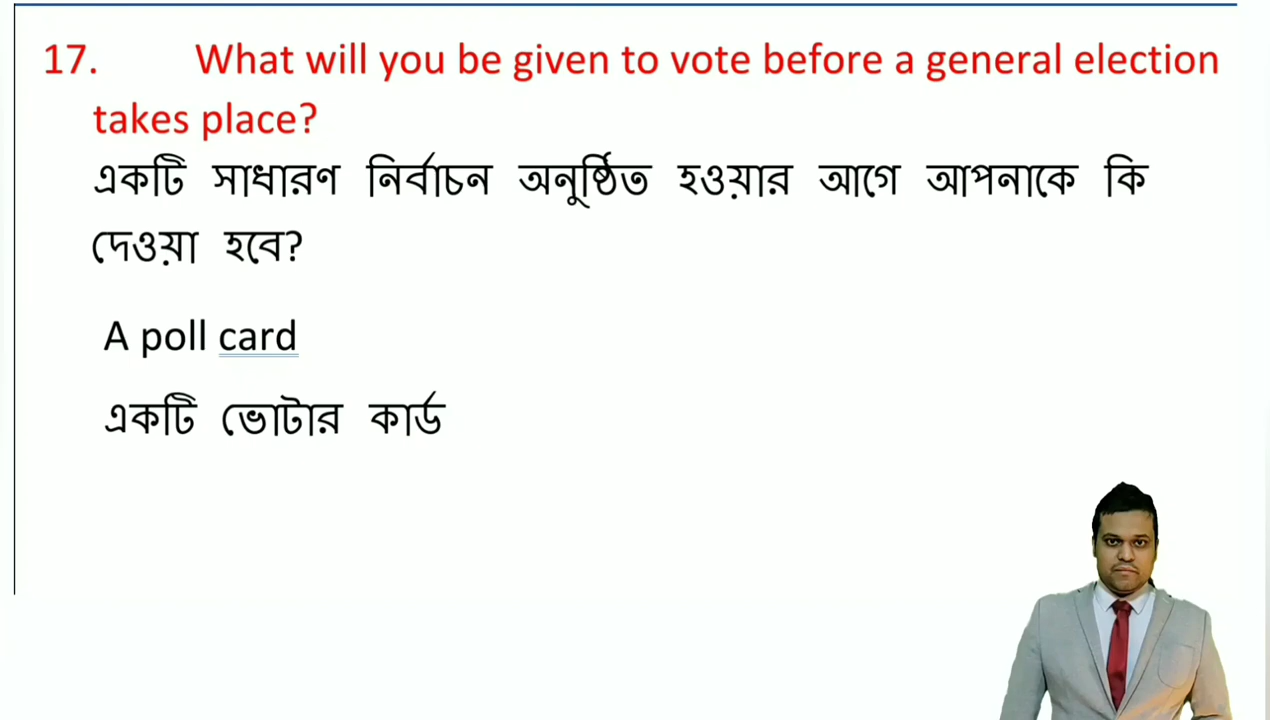 17. What will you be given to vote before a general election
takes place?
একটি সাধারণ নির্বাচন অনুষ্ঠিত হওয়ার আগে আপনাকে কি
দেওয়া হবে?
A poll card
একটি ভোটার কার্ড